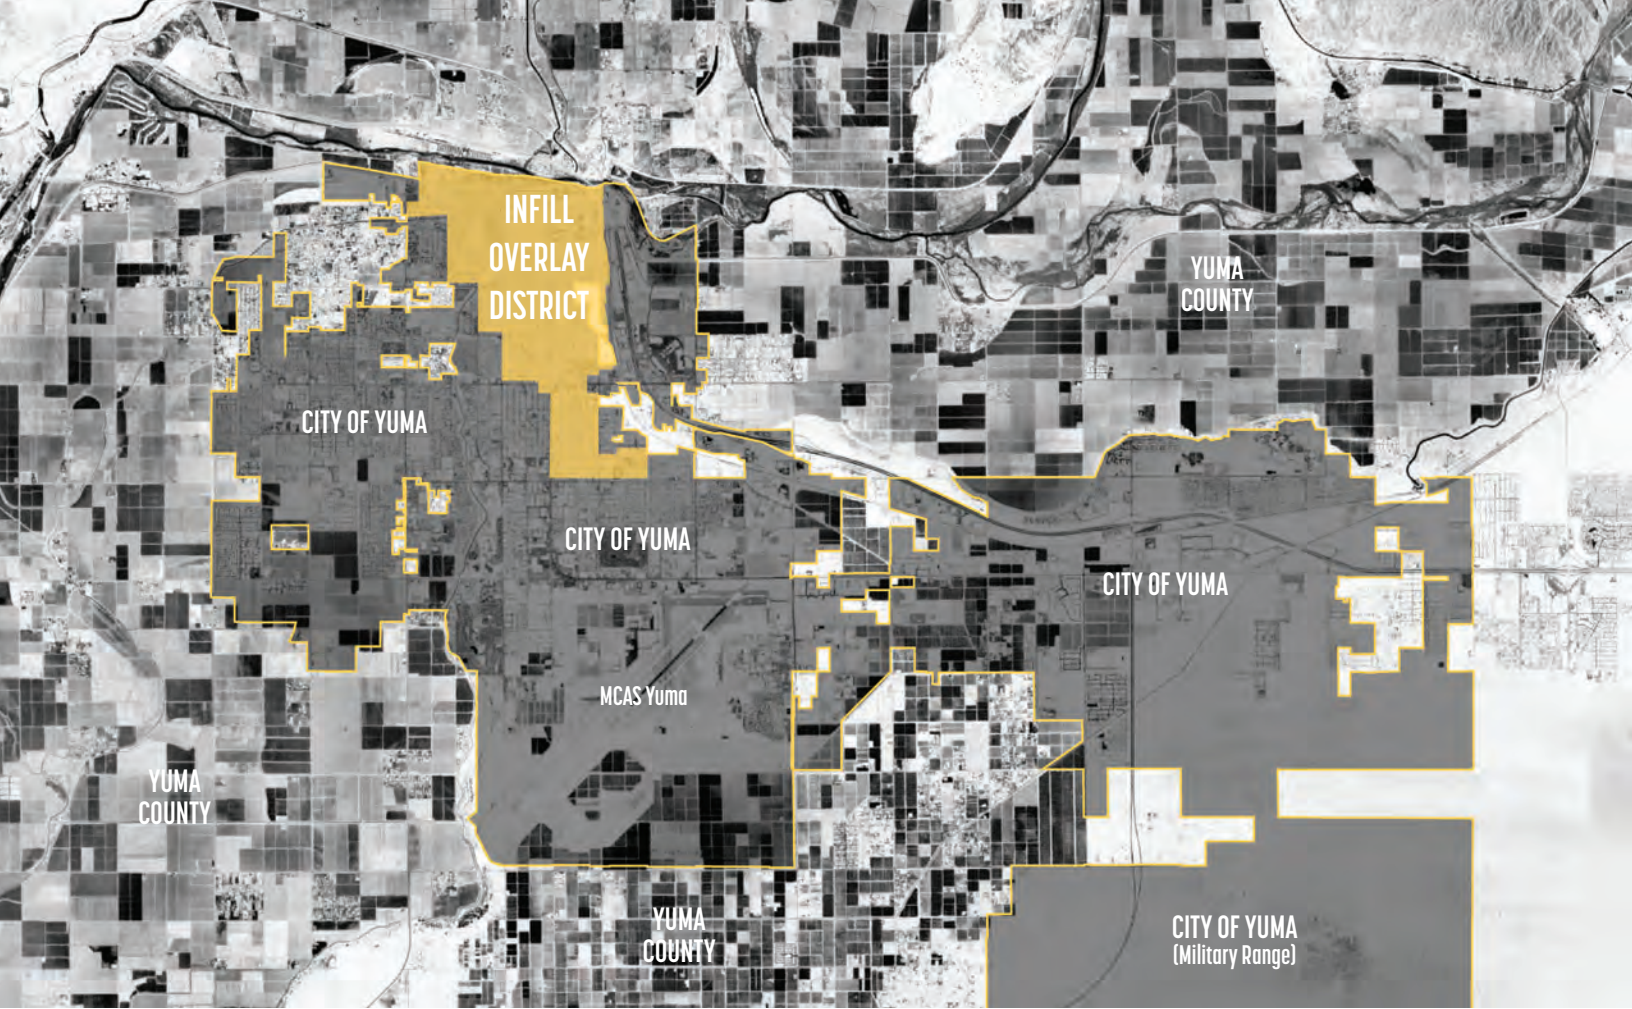 INFILL
OVERLAY
DISTRICT
YUMA
COUNTY
CITY OF YUMA
CITY OF YUMA
CITY OF YUMA
MCAS Yuma
YUMA
COUNTY
YUMA
COUNTY
CITY OF YUMA
(Military Range)